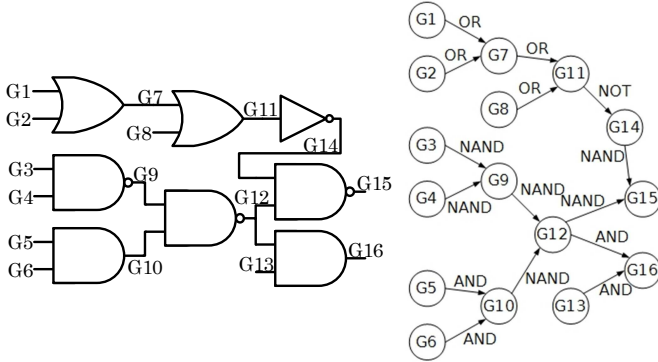 G1
G2
G7
G8
G11
G14
G3
G4
G9
G12
G15
G5
G6
G10
G13
G16
G1
OR
G2
OR
G7
OR
G11
G8
OR
NOT
G14
G3
NAND
NAND
G4
NAND
G9
NAND
NAND
G15
G12
AND
G16
G5
AND
NAND
G10
G13
AND
G6
AND